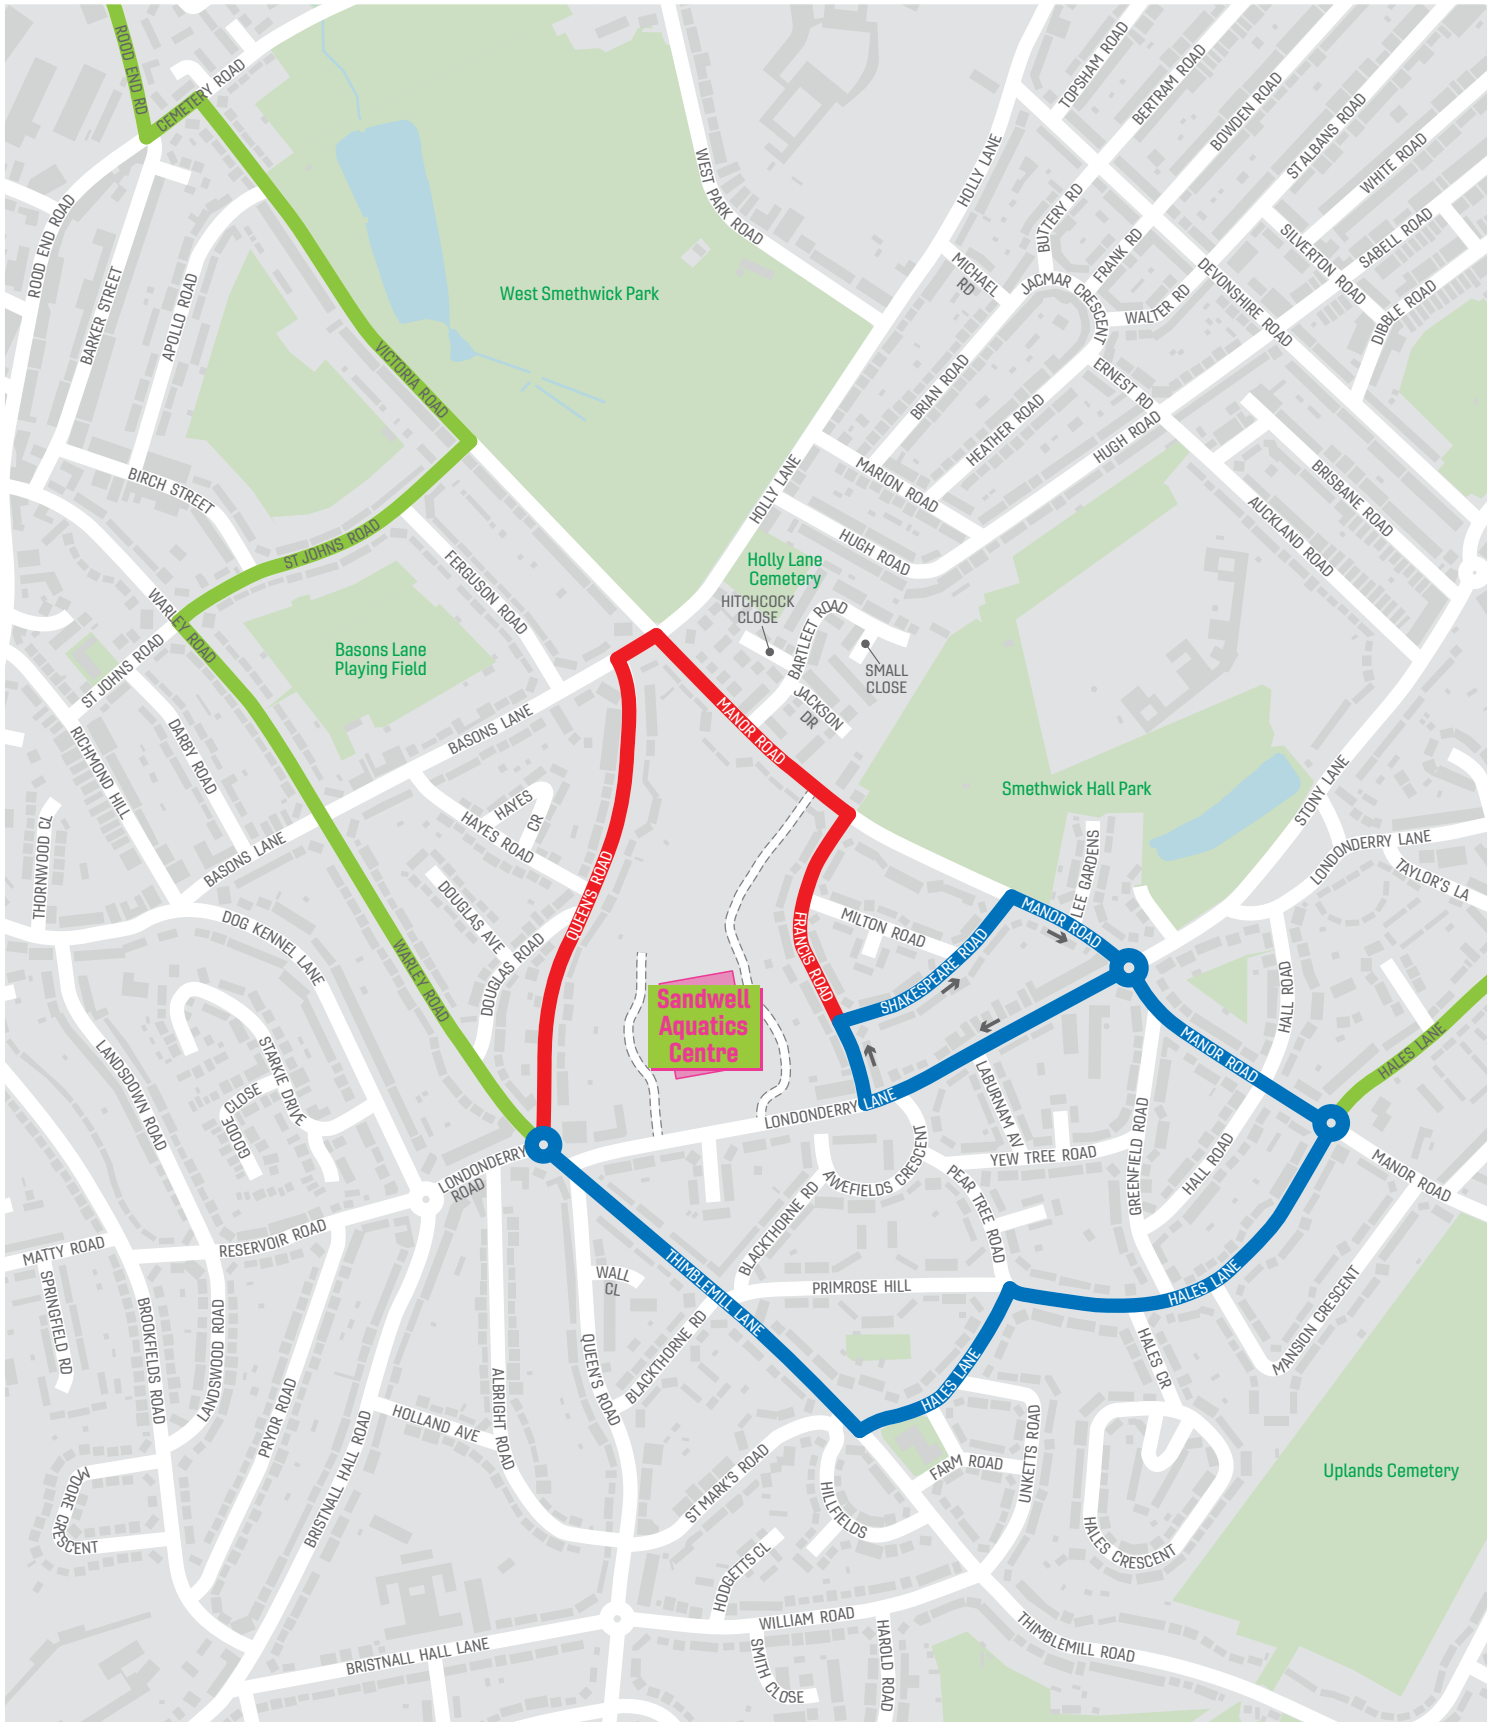 ROOD END RD
CEMETERY ROAD
TOPSHAM ROAD
BERTRAM ROAD
BOWDEN ROAD
ST ALBANS ROAD
WHITE ROAD
HOLLY LANE
WEST PARK ROAD
BUTTERY RD
FRANK RD
SILVERTON ROAD
SABELL ROAD
ROOD END ROAD
BARKER STREET
APOLLO ROAD
MICHAEL
RD
JACMAR CRESCENT
WALTER RD
DEVONSHIRE ROAD
DIBBLE ROAD
West Smethwick Park
VICTORIA ROAD
BRIAN ROAD
HEATHER ROAD
ERNEST RD
HUGH ROAD
BIRCH STREET
MARION ROAD
HOLLY LANE
BRISBANE ROAD
AUCKLAND ROAD
ST JOHNS ROAD
FERGUSON ROAD
HUGH ROAD
Holly Lane
Cemetery
HITCHCOCK
CLOSE
BARTLEET ROAD
SMALL
CLOSE
WARLEY ROAD
Basons Lane
Playing Field
ST JOHNS ROAD
JACKSON
DR
MANOR ROAD
BASONS LANE
DARBY ROAD
RICHMOND HILL
Smethwick Hall Park
STONY LANE
HAYES
CR
HAYES ROAD
LONDONDERRY LANE
TAYLOR'S LA
THORNWOOD CL
BASONS LANE
QUEEN'S ROAD
LEE GARDENS
DOUGLAS AVE
DOG KENNEL LANE
MILTON ROAD
MANOR ROAD
FRANCIS ROAD
SHAKESPEARE ROAD
WARLEY ROAD
DOUGLAS ROAD
HALL ROAD
Sandwell
Aquatics
Centre
MANOR ROAD
HALES LANE
LANDSDOWN ROAD
STARKIE DRIVE
GOODE
CLOSE
LONDONDERRY LANE
LABURNAM AV
LONDONDERRY
ROAD
YEW TREE ROAD
GREENFIELD ROAD
HALL ROAD
MANOR ROAD
AWEFIELDS CRESCENT
PEAR TREE ROAD
BLACKTHORNE RD
MATTY ROAD
RESERVOIR ROAD
SPRINGFIELD RD
WALL
CL
THIMBLEMILL LANE
PRIMROSE HILL
HALES LANE
BROOKFIELDS ROAD
LANDSWOOD ROAD
PRYOR ROAD
ALBRIGHT ROAD
QUEEN'S ROAD
BLACKTHORNE RD
HALES LANE
HALES CR
MANSION CRESCENT
HOLLAND AVE
BRISTNALL HALL ROAD
ST MARK'S ROAD
HILLFIELDS
FARM ROAD
UNKETTS ROAD
Uplands Cemetery
MOORE CRESCENT
HALES CRESCENT
HODGETTS CL
WILLIAM ROAD
BRISTNALL HALL LANE
SMITH CLOSE
HAROLD ROAD
THIMBLEMILL ROAD